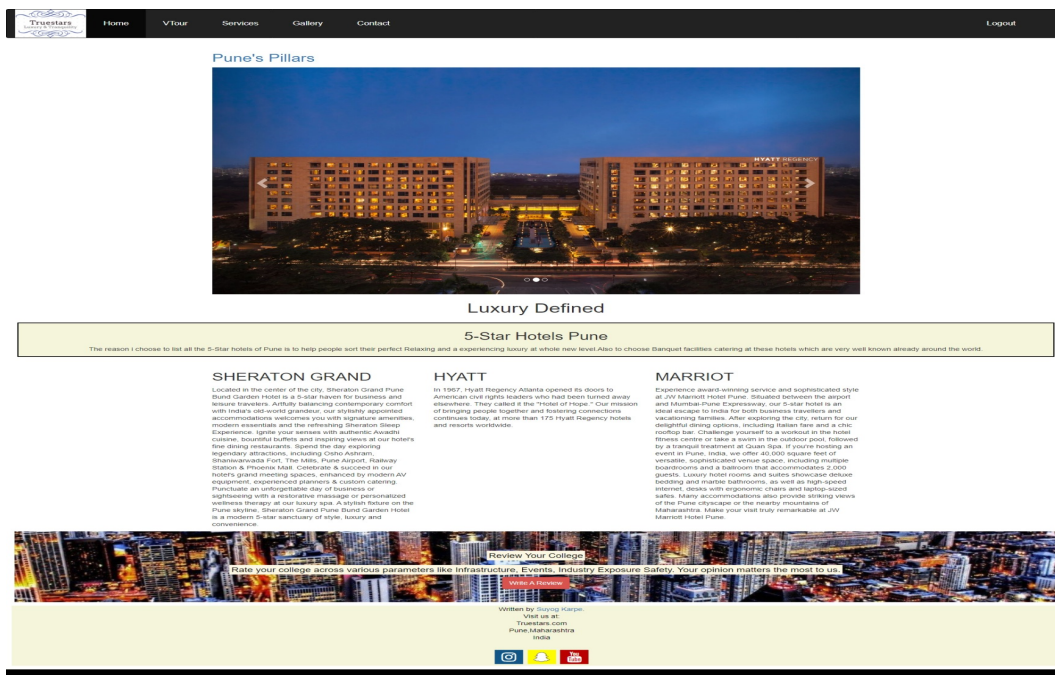 Truestars
Luxury & Tranquility
Home VTour Services Gallery Contact Logout
Pune's Pillars
HYATT REGENCY
Luxury Defined
5-Star Hotels Pune
The reason i choose to list all the 5-Star hotels of Pune is to help people sort their perfect Relaxing and a experiencing luxury at whole new level.Also to choose Banquet facilities catering at these hotels which are very well known already around the world.
SHERATON GRAND
Located in the center of the city, Sheraton Grand Pune
Bund Garden Hotel is a 5-star haven for business and
leisure travelers. Artfully balancing contemporary comfort
with India's old-world grandeur, our stylishly appointed
accommodations welcomes you with signature amenities,
modern essentials and the refreshing Sheraton Sleep
Experience. Ignite your senses with authentic Awadhi
cuisine, bountiful buffets and inspiring views at our hotel's
fine dining restaurants. Spend the day exploring
legendary attractions, including Osho Ashram,
Shaniwarwada Fort, The Mills, Pune Airport, Railway
Station & Phoenix Mall. Celebrate & succeed in our
hotel's grand meeting spaces, enhanced by modern AV
equipment, experienced planners & custom catering.
Punctuate an unforgettable day of business or
sightseeing with a restorative massage or personalized
wellness therapy at our luxury spa. A stylish fixture on the
Pune skyline, Sheraton Grand Pune Bund Garden Hotel
is a modern 5-star sanctuary of style, luxury and
convenience.
HYATT
In 1967, Hyatt Regency Atlanta opened its doors to
American civil rights leaders who had been turned away
elsewhere. They called it the "Hotel of Hope." Our mission
of bringing people together and fostering connections
continues today, at more than 175 Hyatt Regency hotels
and resorts worldwide.
MARRIOT
Experience award-winning service and sophisticated style
at JW Marriott Hotel Pune. Situated between the airport
and Mumbai-Pune Expressway, our 5-star hotel is an
ideal escape to India for both business travellers and
vacationing families. After exploring the city, return for our
delightful dining options, including Italian fare and a chic
rooftop bar. Challenge yourself to a workout in the hotel
fitness centre or take a swim in the outdoor pool, followed
by a tranquil treatment at Quan Spa. If you're hosting an
event in Pune, India, we offer 40,000 square feet of
versatile, sophisticated venue space, including multiple
boardrooms and a ballroom that accommodates 2,000
guests. Luxury hotel rooms and suites showcase deluxe
bedding and marble bathrooms, as well as high-speed
internet, desks with ergonomic chairs and laptop-sized
safes. Many accommodations also provide striking views
of the Pune cityscape or the nearby mountains of
Maharashtra. Make your visit truly remarkable at JW
Marriott Hotel Pune.
Review Your College
Rate your college across various parameters like Infrastructure, Events, Industry Exposure Safety. Your opinion matters the most to us.
Write A Review
Written by Suyog Karpe.
Visit us at:
Truestars.com
Pune,Maharashtra
India
You
Tube